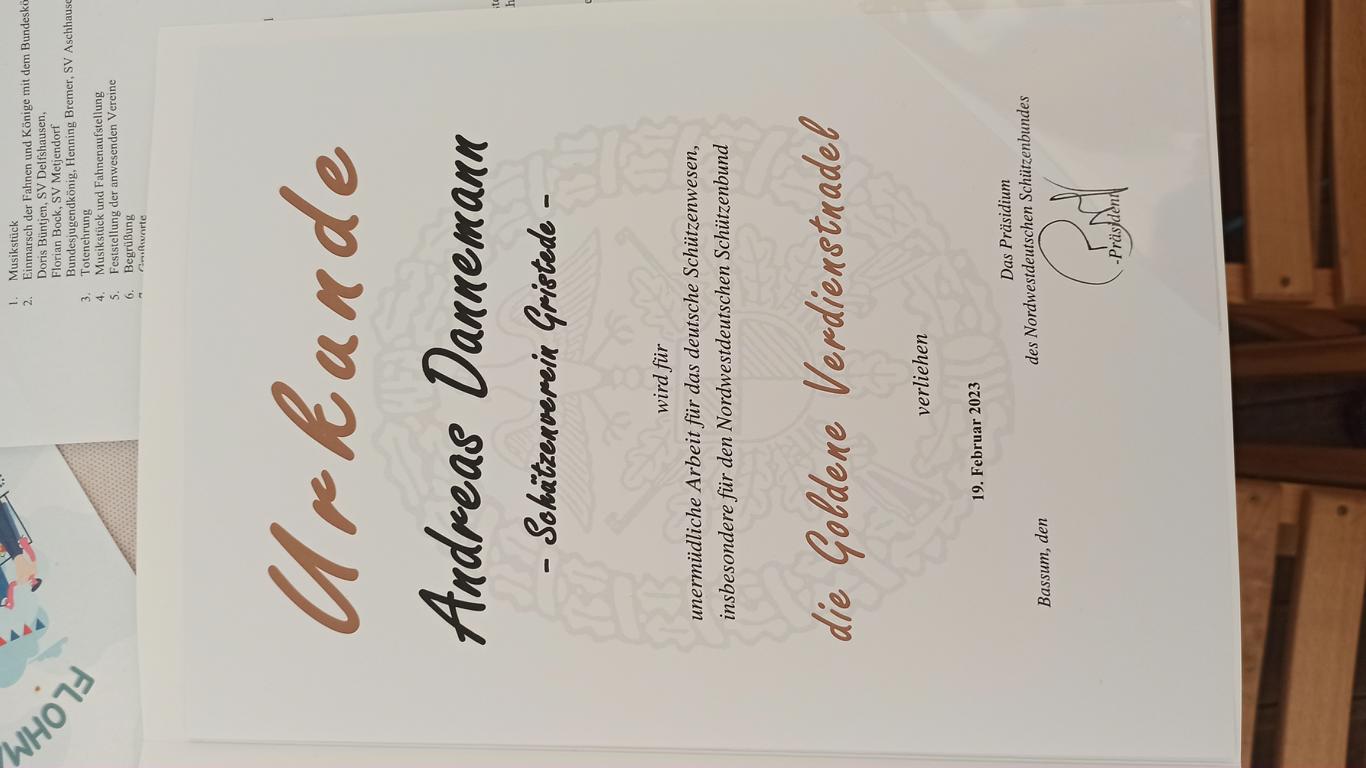 Urkunde
Andreas Dannemann
- Schützenverein Gristede -
wird für
unermüdliche Arbeit für das deutsche Schützenwesen,
insbesondere für den Nordwestdeutschen Schützenbund
die Goldene Verdienstnadel
verliehen
19. Februar 2023
Das Präsidium
des Nordwestdeutschen Schützenbundes
Bassum, den
-Präsident-
1. Musikstück
2. Einmarsch der Fahnen und Könige mit dem
Doris Büntjen, SV Delfshausen,
Florian Bock, SV Metjendorf
Bundesjugendkönig, Henning Bremer, SV
3. Totenehrung
4. Musikstück und Fahnenaufstellung
5. Feststellung der anwesenden Vereine
6. Begrüßung
FLOHM